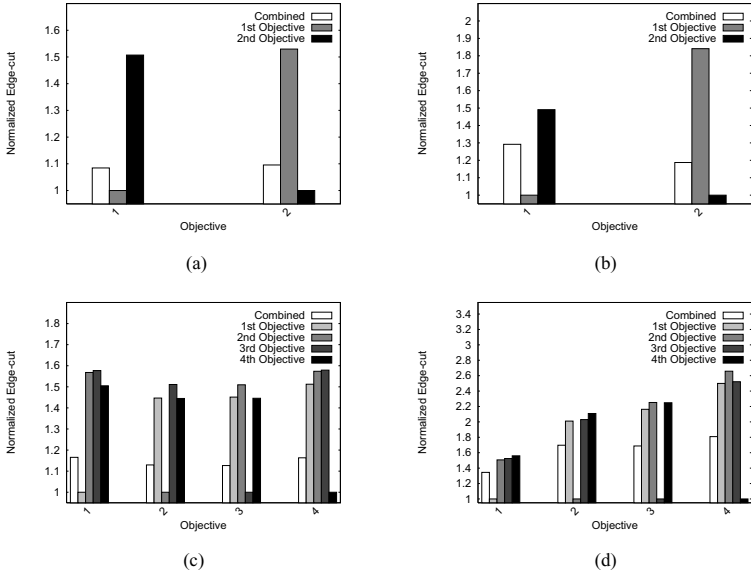 1.6
1.5
1.4
1.3
1.2
1.1
1
Normalized Edge-cut
Combined
1st Objective
2nd Objective
1
2
Objective
(a)
2
1.9
1.8
1.7
1.6
1.5
1.4
1.3
1.2
1.1
1
Normalized Edge-cut
Combined
1st Objective
2nd Objective
1
2
Objective
(b)
1.8
1.7
1.6
1.5
1.4
1.3
1.2
1.1
1
Normalized Edge-cut
Combined
1st Objective
2nd Objective
3rd Objective
4th Objective
1
2
3
4
Objective
(c)
3.4
3.2
3
2.8
2.6
2.4
2.2
2
1.8
1.6
1.4
1.2
1
Normalized Edge-cut
Combined
1st Objective
2nd Objective
3rd Objective
4th Objective
1
2
3
4
Objective
(d)